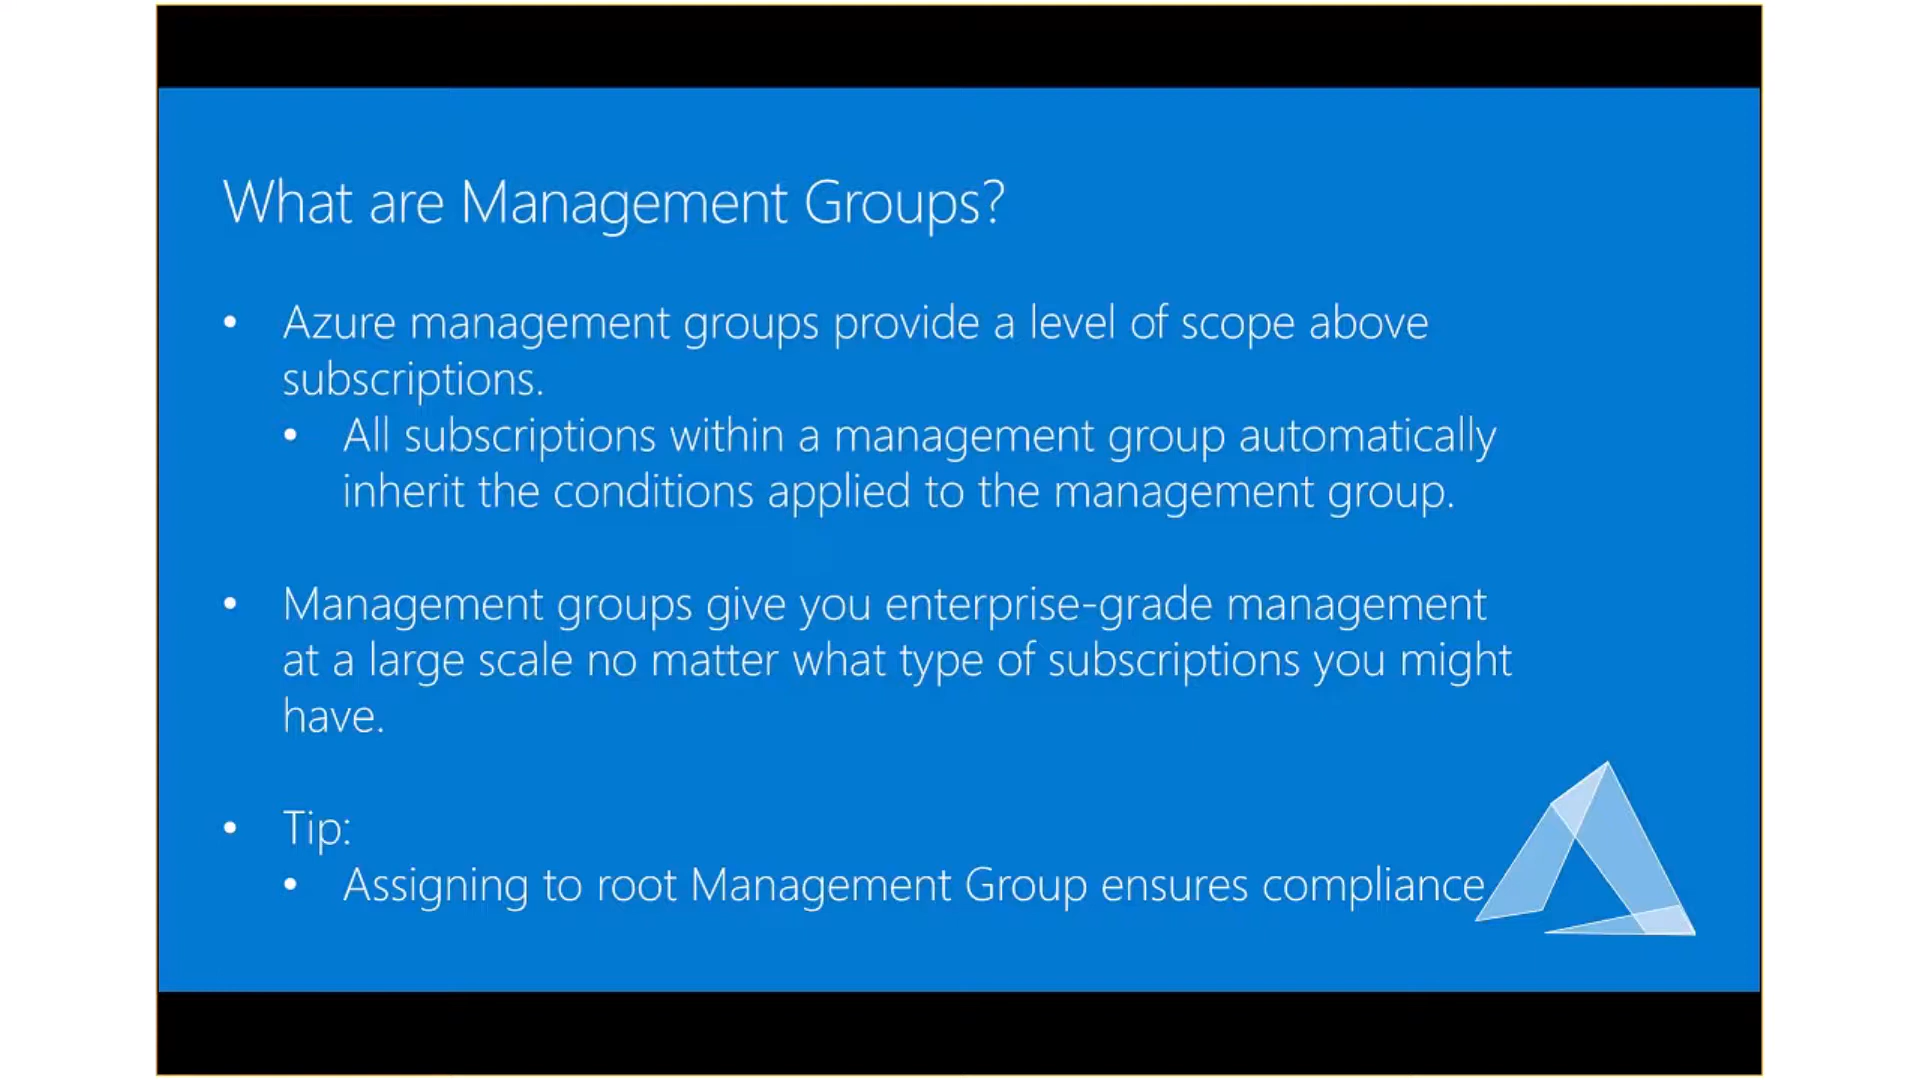 What are Management Groups?
• Azure management groups provide a level of scope above
subscriptions.
• All subscriptions within a management group automatically
inherit the conditions applied to the management group.
• Management groups give you enterprise-grade management
at a large scale no matter what type of subscriptions you might
have.
• Tip:
• Assigning to root Management Group ensures compliance